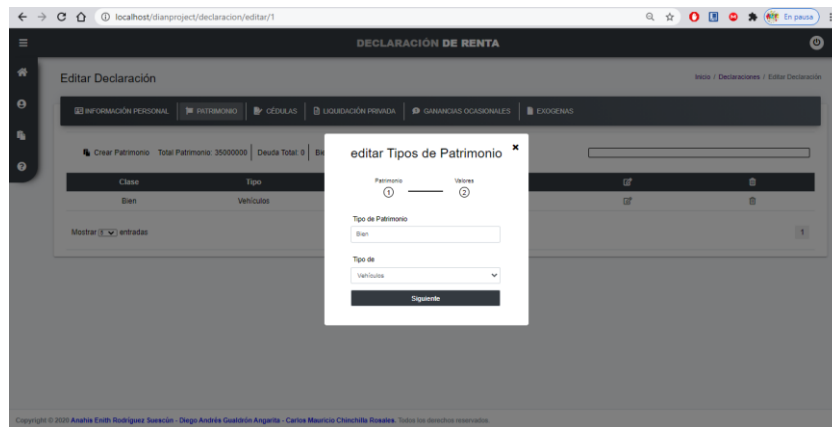 localhost/dianproject/declaracion/editar/1
En pausa
DECLARACIÓN DE RENTA
Editar Declaración
Inicio / Declaraciones / Editar Declaración
INFORMACIÓN PERSONAL
PATRIMONIO
CÉDULAS
LIQUIDACIÓN PRIVADA
GANANCIAS OCASIONALES
EXOGENAS
Crear Patrimonio Total Patrimonio: 35000000 Deuda Total: 0
editar Tipos de Patrimonio
Patrimonio Valores
1 2
Clase Tipo
Bien Vehículos
Tipo de Patrimonio
Bien
Mostrar 5 entradas
1
Tipo de
Vehículos
Siguiente
Copyright © 2020 Anahis Enith Rodríguez Suescún - Diego Andrés Gualdrón Angarita - Carlos Mauricio Chinchilla Rosales. Todos los derechos reservados.